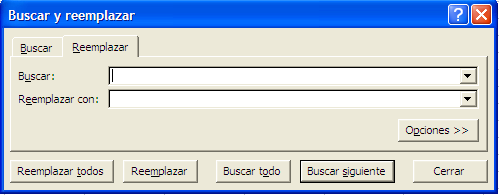 Buscar y reemplazar
Buscar Reemplazar
Buscar:
Reemplazar con:
Opciones >>
Reemplazar todos Reemplazar Buscar todo Buscar siguiente Cerrar